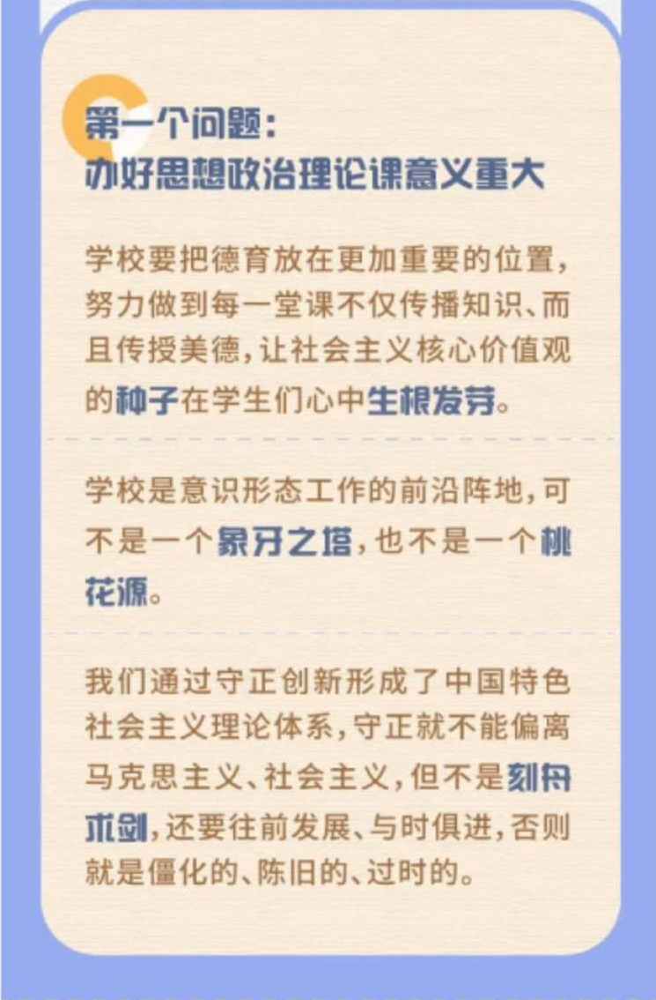 第一个问题：
办好思想政治理论课意义重大
学校要把德育放在更加重要的位置，
努力做到每一堂课不仅传播知识、而
且传授美德，让社会主义核心价值观
的种子在学生们心中生根发芽。
学校是意识形态工作的前沿阵地，可
不是一个象牙之塔，也不是一个桃
花源。
我们通过守正创新形成了中国特色
社会主义理论体系，守正就不能偏离
马克思主义、社会主义，但不是刻舟
求剑，还要往前发展、与时俱进，否则
就是僵化的、陈旧的、过时的。